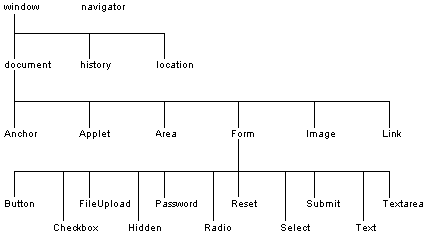 window navigator
document history location
Anchor Applet Area Form Image Link
Button FileUpload Password Reset Submit Textarea
Checkbox Hidden Radio Select Text